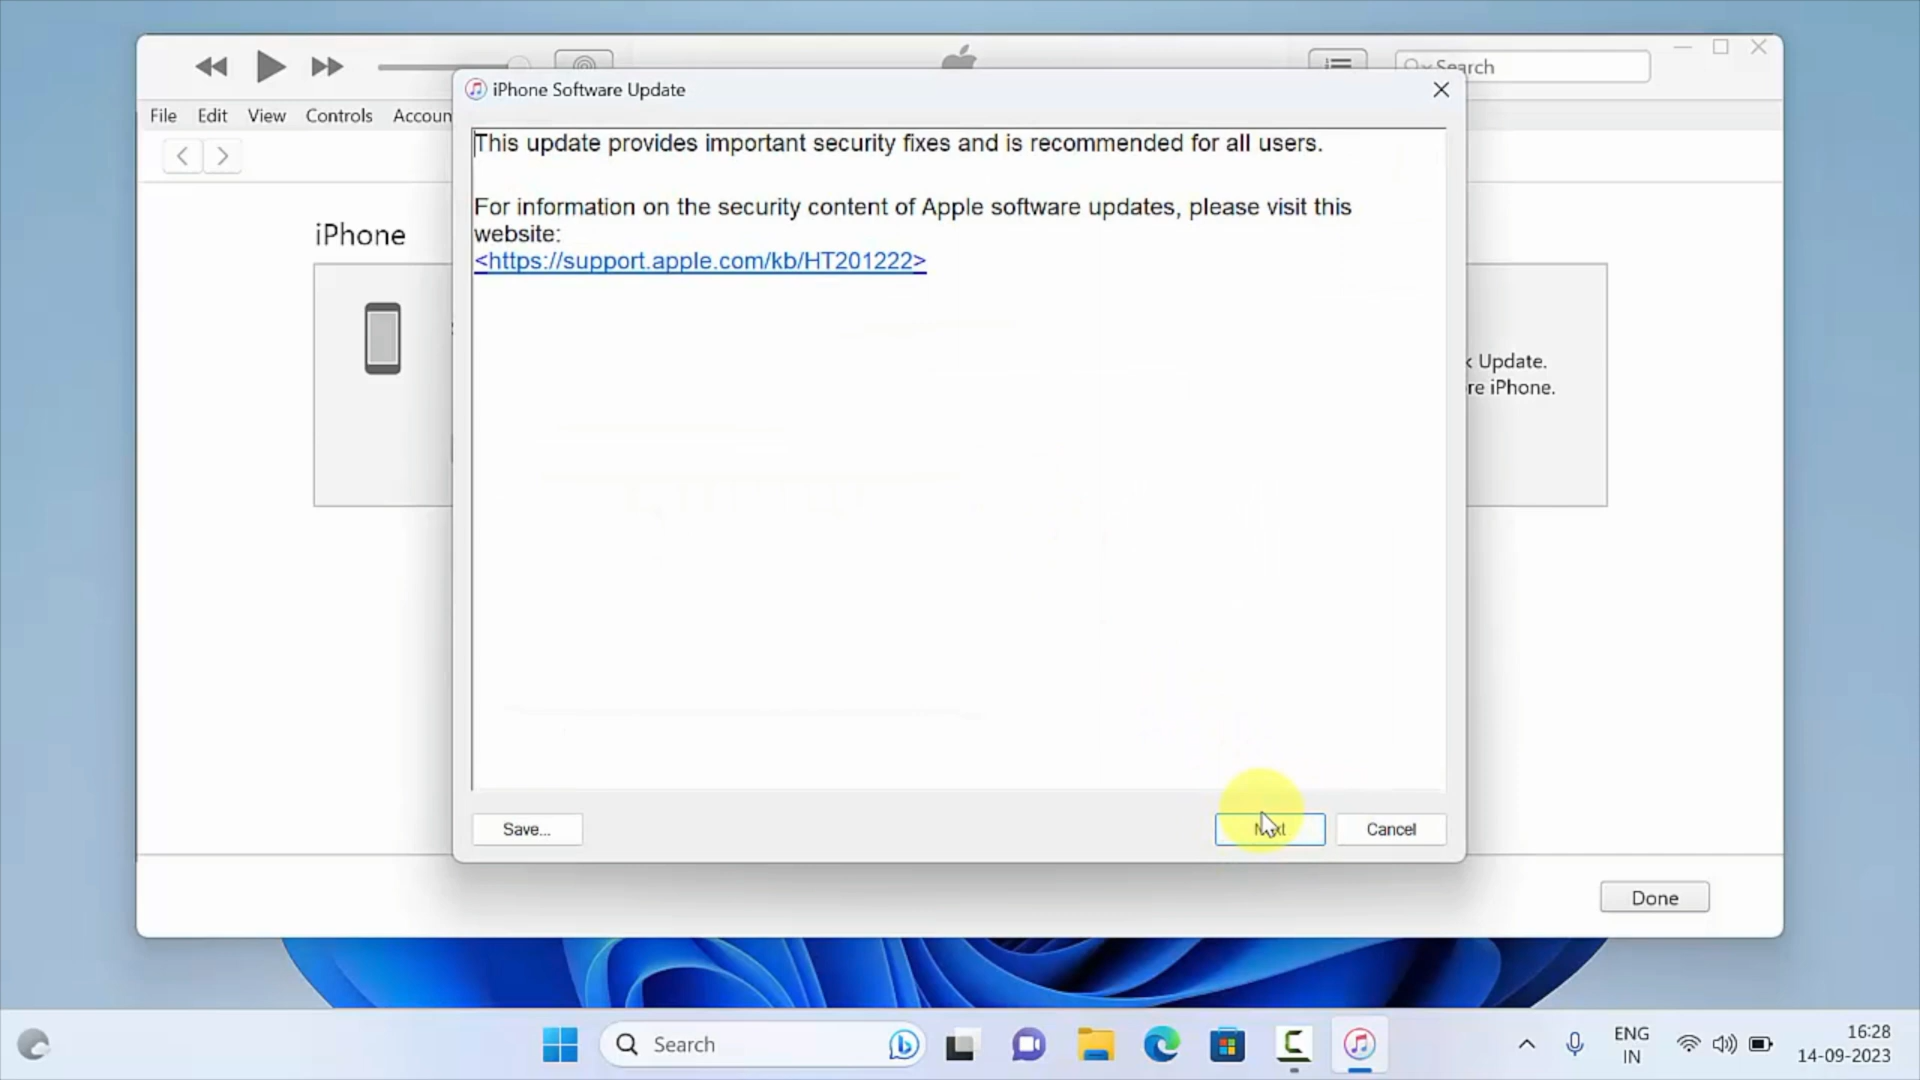 Search
iPhone Software Update
File Edit View Controls Accoun
This update provides important security fixes and is recommended for all users.
For information on the security content of Apple software updates, please visit this
website:
<https://support.apple.com/kb/HT201222>
iPhone
Update.
iPhone.
Save...
Next
Cancel
Done
Search
ENG
IN
16:28
14-09-2023